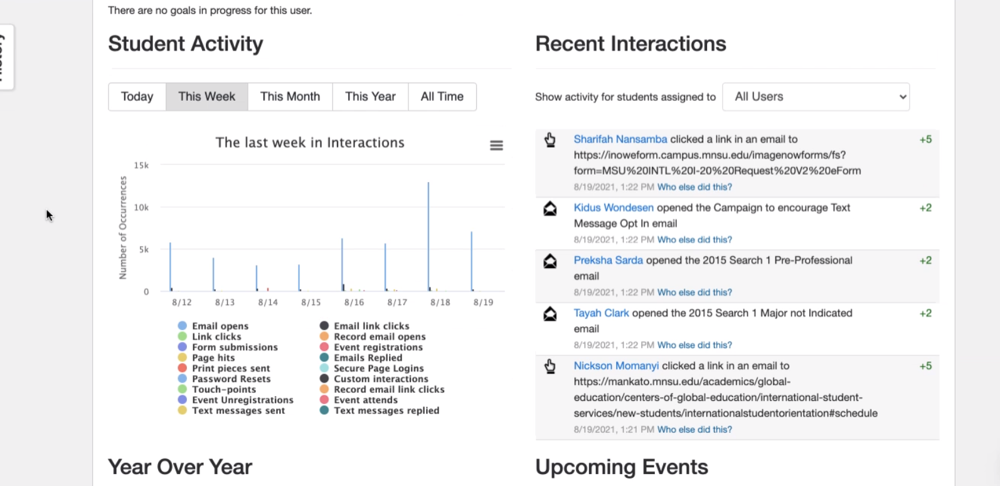 There are no goals in progress for this user.
Student Activity
Today
This Week
This Month
This Year
All Time
The last week in Interactions
Number of Occurrences
15k
10k
5k
0
8/12
8/13
8/14
8/15
8/16
8/17
8/18
8/19
Email opens
Link clicks
Form submissions
Page hits
Print pieces sent
Password Resets
Touch-points
Event Unregistrations
Text messages sent
Email link clicks
Record email opens
Event registrations
Emails Replied
Secure Page Logins
Custom interactions
Record email link clicks
Event attends
Text messages replied
Year Over Year
Recent Interactions
Show activity for students assigned to
All Users
Sharifah Nansamba clicked a link in an email to
https://inoweform.campus.mnsu.edu/imagenowforms/fs?
form=MSU%20INTL%20I-20%20Request%20V2%20eForm
8/19/2021, 1:22 PM Who else did this?
+5
Kidus Wondesen opened the Campaign to encourage Text
Message Opt In email
8/19/2021, 1:22 PM Who else did this?
+2
Preksha Sarda opened the 2015 Search 1 Pre-Professional
email
8/19/2021, 1:22 PM Who else did this?
+2
Tayah Clark opened the 2015 Search 1 Major not Indicated
email
8/19/2021, 1:22 PM Who else did this?
+2
Nickson Momanyi clicked a link in an email to
https://mankato.mnsu.edu/academics/global-
education/centers-of-global-education/international-student-
services/new-students/internationalstudentorientation#schedule
8/19/2021, 1:21 PM Who else did this?
+5
Upcoming Events